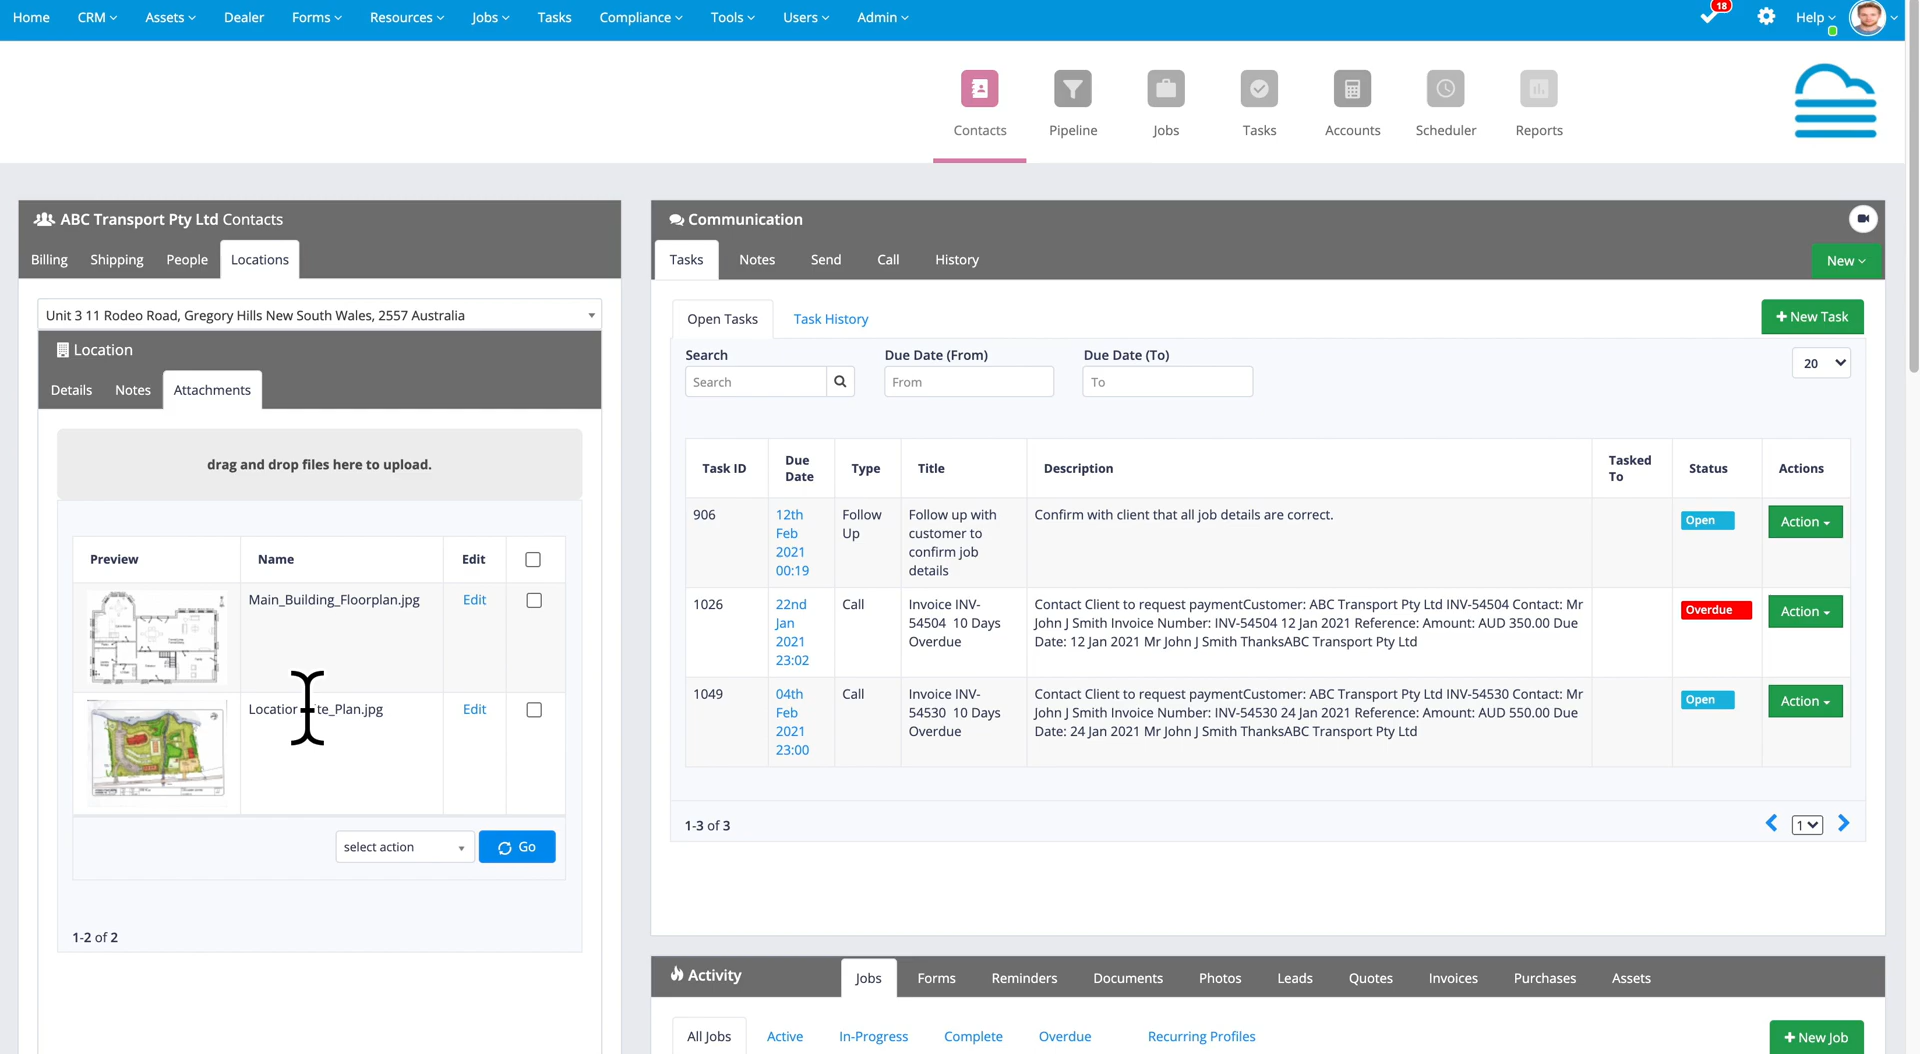 Home CRM Assets Dealer Forms Resources Jobs Tasks Compliance Tools Users Admin 18 Help
Contacts Pipeline Jobs Tasks Accounts Scheduler Reports
ABC Transport Pty Ltd Contacts
Billing Shipping People Locations
Unit 3 11 Rodeo Road, Gregory Hills New South Wales, 2557 Australia
Location
Details Notes Attachments
drag and drop files here to upload.
Preview Name Edit
Main_Building_Floorplan.jpg Edit
te_Plan.jpg Edit
select action Go
1-2 of 2
Communication
Tasks Notes Send Call History New
Open Tasks Task History + New Task
Search Due Date (From) Due Date (To)
Search From To 20
Task ID Due Date Type Title Description Tasked To Status Actions
906 12th Feb 2021 00:19 Follow Up Follow up with customer to confirm job details Confirm with client that all job details are correct. Open Action
1026 22nd Jan 2021 23:02 Call Invoice INV-54504 10 Days Overdue Contact Client to request paymentCustomer: ABC Transport Pty Ltd INV-54504 Contact: Mr John J Smith Invoice Number: INV-54504 12 Jan 2021 Reference: Amount: AUD 350.00 Due Date: 12 Jan 2021 Mr John J Smith ThanksABC Transport Pty Ltd Overdue Action
1049 04th Feb 2021 23:00 Call Invoice INV-54530 10 Days Overdue Contact Client to request paymentCustomer: ABC Transport Pty Ltd INV-54530 Contact: Mr John J Smith Invoice Number: INV-54530 24 Jan 2021 Reference: Amount: AUD 550.00 Due Date: 24 Jan 2021 Mr John J Smith ThanksABC Transport Pty Ltd Open Action
1-3 of 3 1
Activity Jobs Forms Reminders Documents Photos Leads Quotes Invoices Purchases Assets
All Jobs Active In-Progress Complete Overdue Recurring Profiles + New Job